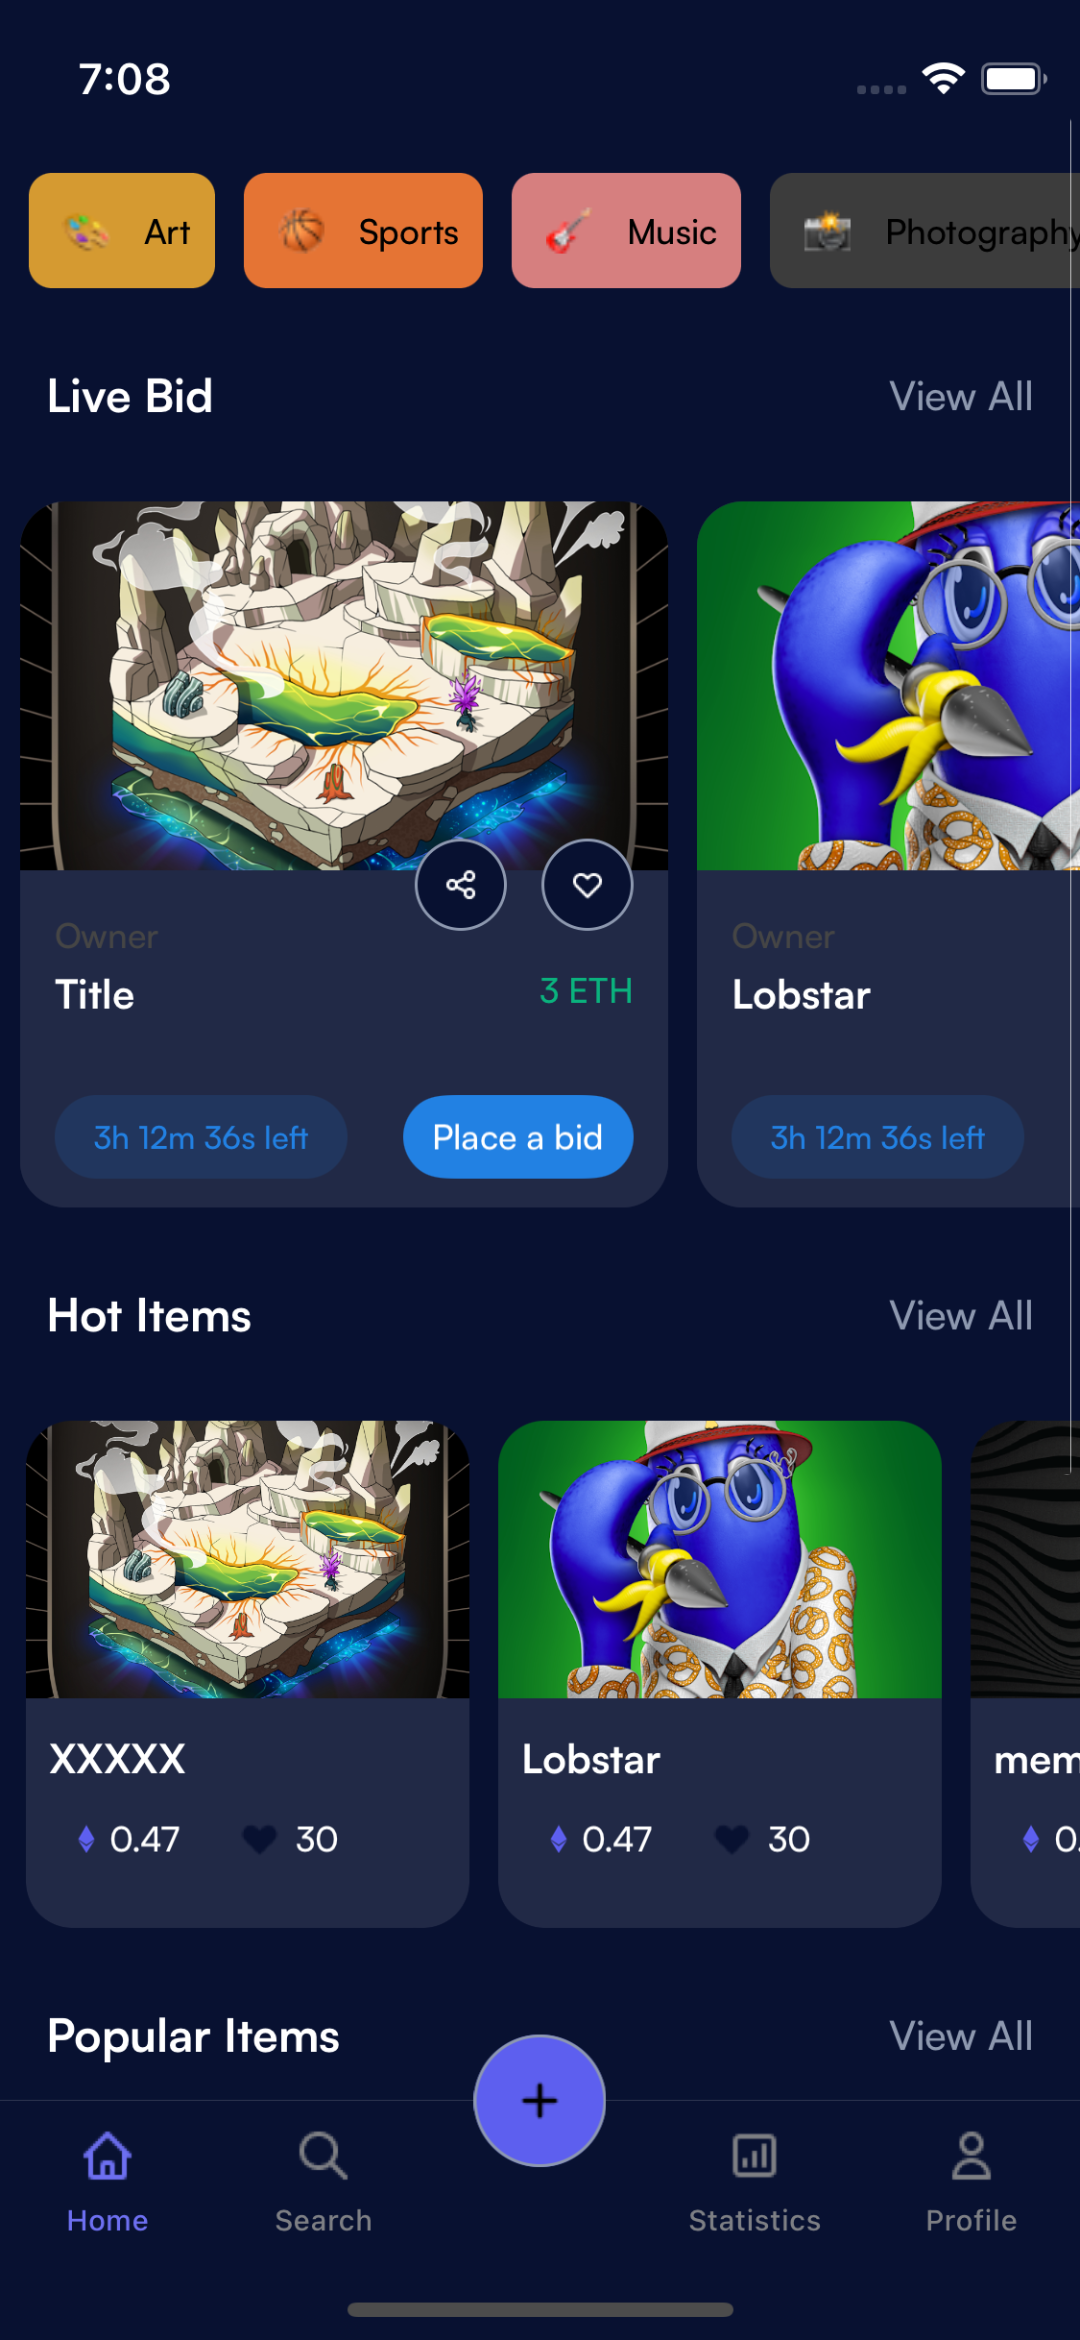 7:08
Art
Sports
Music
Photography
Live Bid
View All
Owner
Title
3 ETH
3h 12m 36s left
Place a bid
Owner
Lobstar
3h 12m 36s left
Hot Items
View All
XXXXX
0.47
30
Lobstar
0.47
30
mem
0.
Popular Items
View All
Home
Search
Statistics
Profile